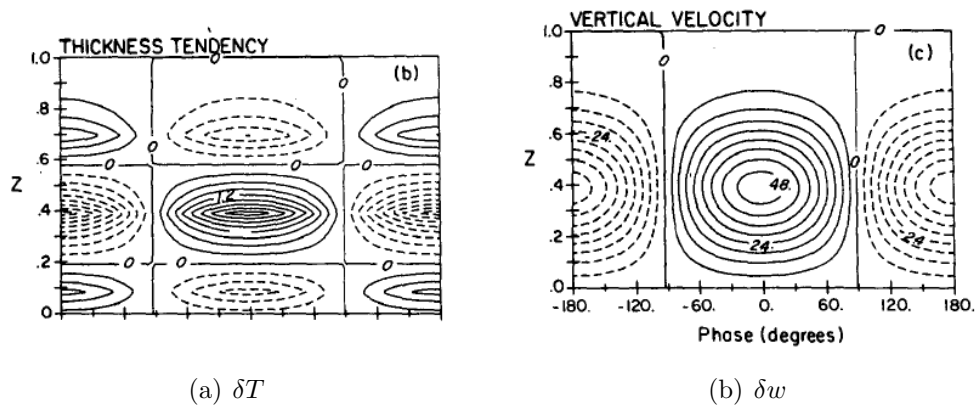 THICKNESS TENDENCY
(b)
1.0
.8
.6
.4
.2
0
Z
0
0
0
0
0
0
0
0
1.2
VERTICAL VELOCITY
(c)
1.0
.8
.6
.4
.2
.0
Z
0
0
0
-24.
48.
24.
24.
-180. -120. -60. 0. 60. 120. 180.
Phase (degrees)
(a) δT
(b) δw